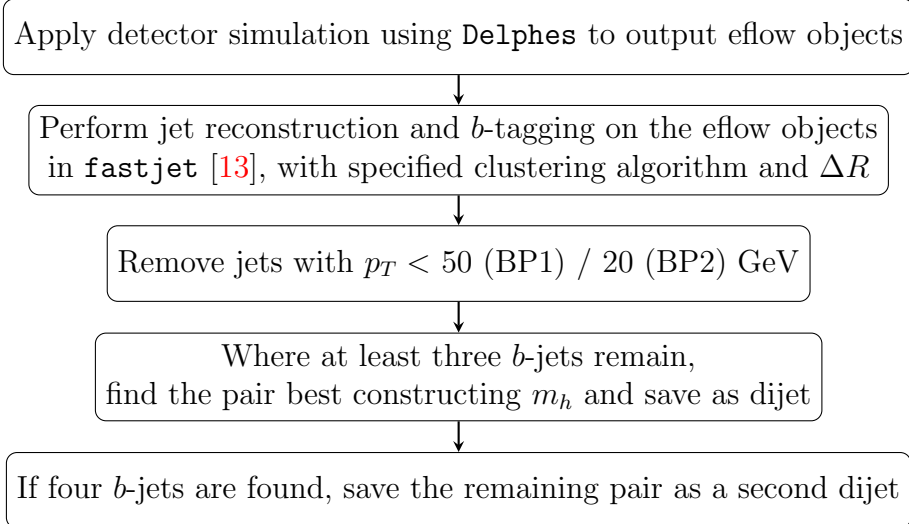 Apply detector simulation using Delphes to output eflow objects
Perform jet reconstruction and b-tagging on the eflow objects
in fastjet [13], with specified clustering algorithm and ΔR
Remove jets with p_T < 50 (BP1) / 20 (BP2) GeV
Where at least three b-jets remain,
find the pair best constructing m_h and save as dijet
If four b-jets are found, save the remaining pair as a second dijet